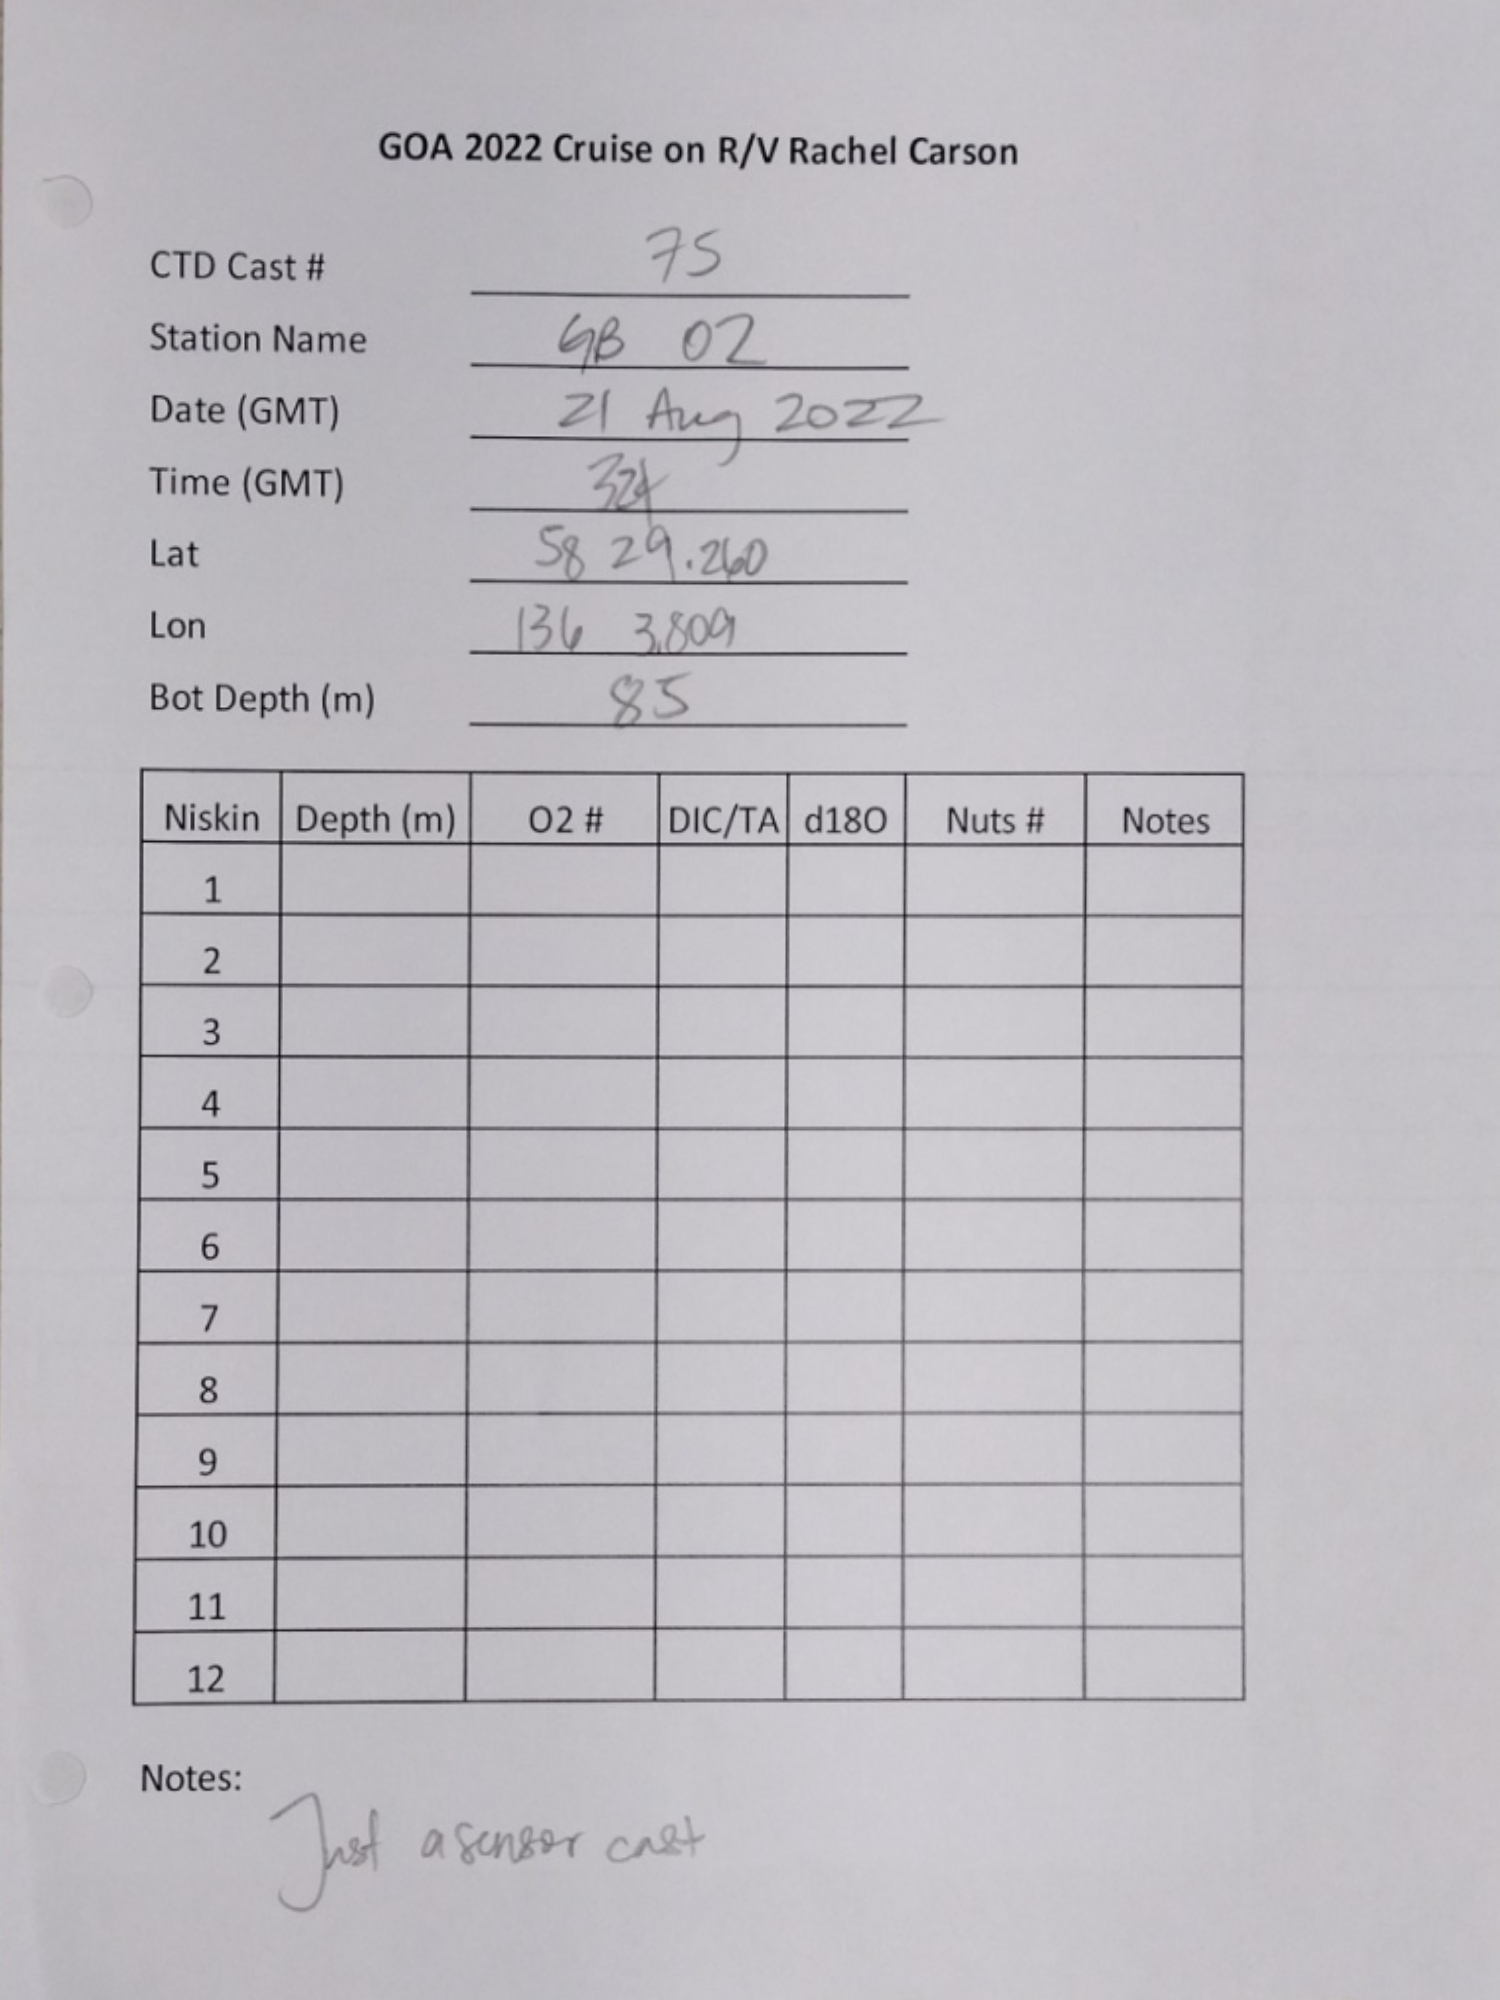 GOA 2022 Cruise on R/V Rachel Carson
CTD Cast # 75
Station Name GB 02
Date (GMT) 21 Aug 2022
Time (GMT) 324
Lat 58 29.260
Lon 136 3.809
Bot Depth (m) 85
Niskin Depth (m) O2 # DIC/TA d18O Nuts # Notes
1
2
3
4
5
6
7
8
9
10
11
12
Notes:
Just a sensor cast